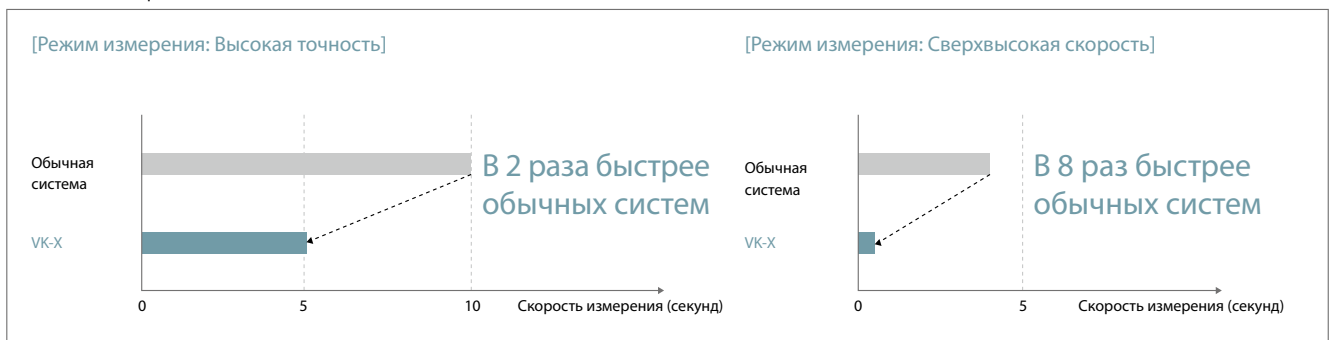 [Режим измерения: Высокая точность]
Обычная
система
VK-X
В 2 раза быстрее
обычных систем
0
5
10
Скорость измерения (секунд)
[Режим измерения: Сверхвысокая скорость]
Обычная
система
VK-X
В 8 раз быстрее
обычных систем
0
5
Скорость измерения (секунд)